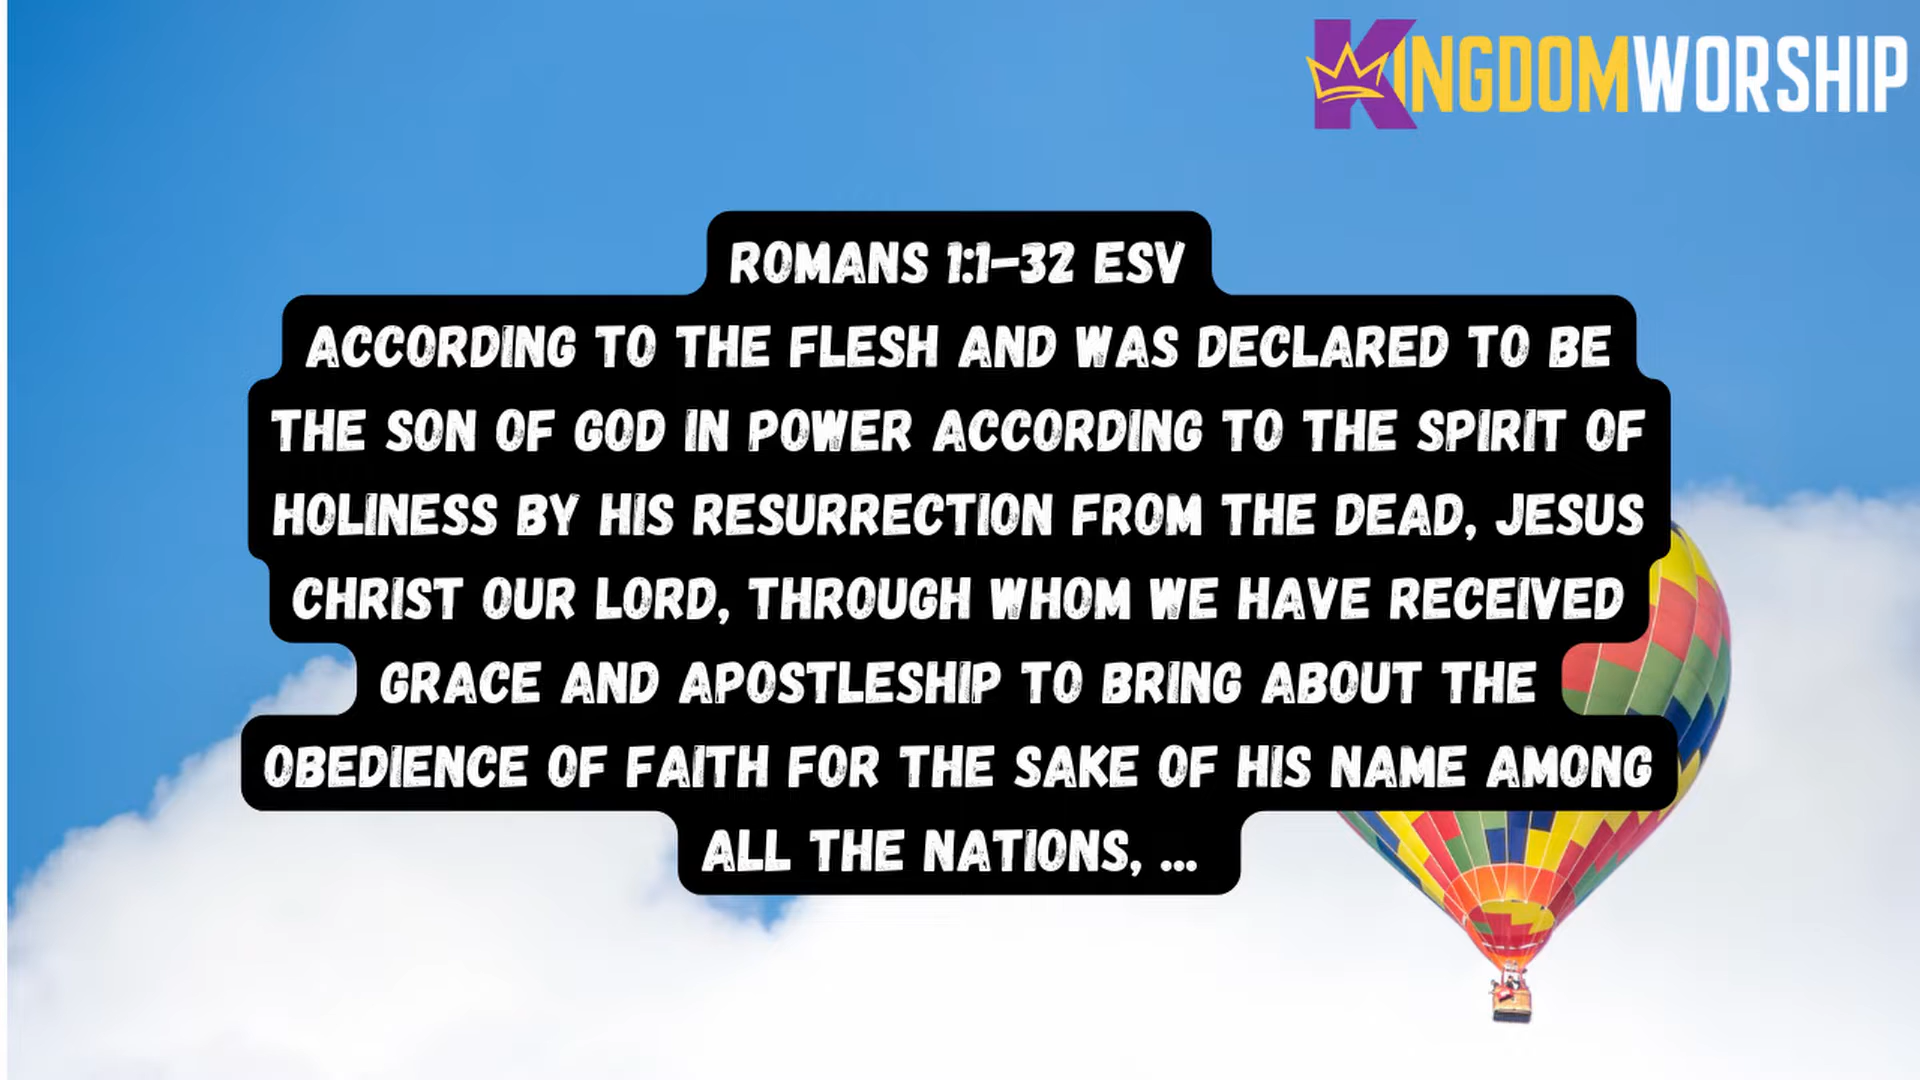 KINGDOMWORSHIP
ROMANS 1:1–32 ESV
ACCORDING TO THE FLESH AND WAS DECLARED TO BE
THE SON OF GOD IN POWER ACCORDING TO THE SPIRIT OF
HOLINESS BY HIS RESURRECTION FROM THE DEAD, JESUS
CHRIST OUR LORD, THROUGH WHOM WE HAVE RECEIVED
GRACE AND APOSTLESHIP TO BRING ABOUT THE
OBEDIENCE OF FAITH FOR THE SAKE OF HIS NAME AMONG
ALL THE NATIONS, ...